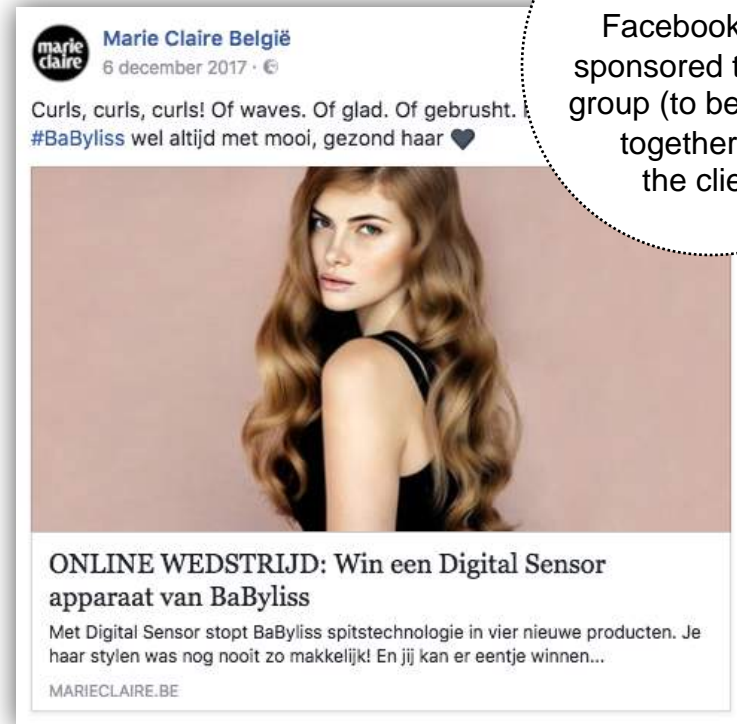 marie
claire
Marie Claire België
6 december 2017 ·
Curls, curls, curls! Of waves. Of glad. Of gebrusht.
#BaByliss wel altijd met mooi, gezond haar
Facebook
sponsored
group (to be
together
the
ONLINE WEDSTRIJD: Win een Digital Sensor
apparaat van BaByliss
Met Digital Sensor stopt BaByliss spitstechnologie in vier nieuwe producten. Je
haar stylen was nog nooit zo makkelijk! En jij kan er eentje winnen...
MARIECLAIRE.BE